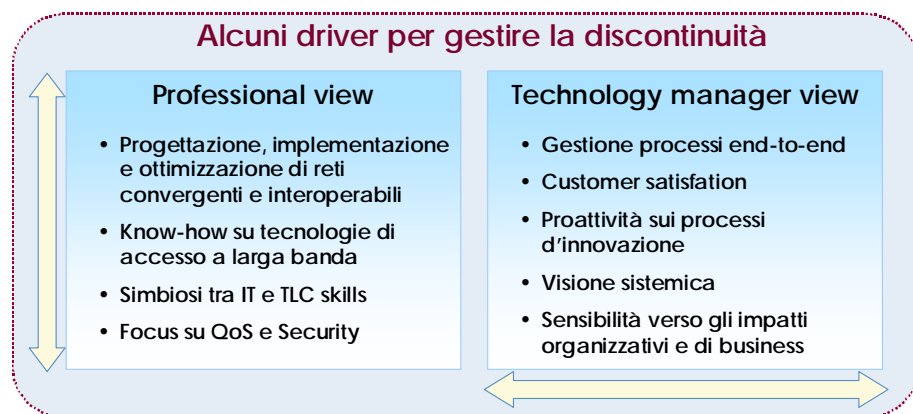 Alcuni driver per gestire la discontinuità
Professional view
• Progettazione, implementazione
e ottimizzazione di reti
convergenti e interoperabili
• Know-how su tecnologie di
accesso a larga banda
• Simbiosi tra IT e TLC skills
• Focus su QoS e Security
Technology manager view
• Gestione processi end-to-end
• Customer satisfation
• Proattività sui processi
d'innovazione
• Visione sistemica
• Sensibilità verso gli impatti
organizzativi e di business